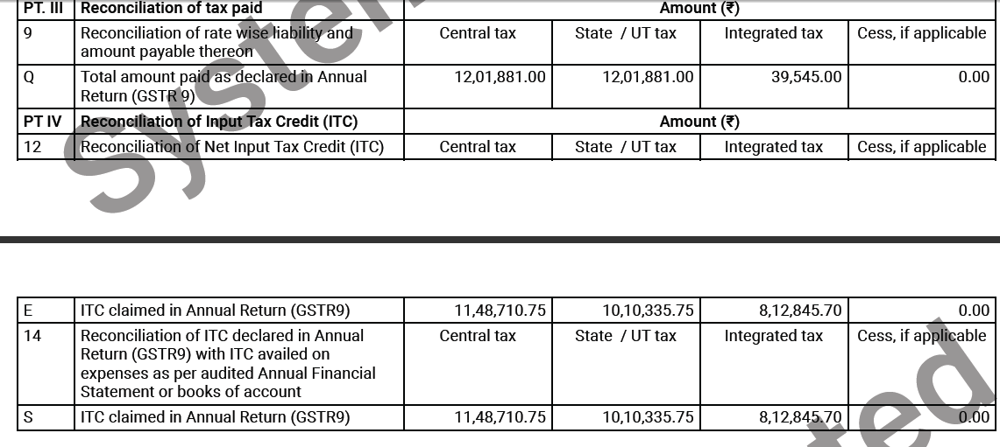 PT. III Reconciliation of tax paid Amount (₹)
9 Reconciliation of rate wise liability and Central tax State / UT tax Integrated tax Cess, if applicable
amount payable thereon
Q Total amount paid as declared in Annual 12,01,881.00 12,01,881.00 39,545.00 0.00
Return (GSTR 9)
PT IV Reconciliation of Input Tax Credit (ITC) Amount (₹)
12 Reconciliation of Net Input Tax Credit (ITC) Central tax State / UT tax Integrated tax Cess, if applicable
System
E ITC claimed in Annual Return (GSTR9) 11,48,710.75 10,10,335.75 8,12,845.70 0.00
14 Reconciliation of ITC declared in Annual Central tax State / UT tax Integrated tax Cess, if applicable
Return (GSTR9) with ITC availed on
expenses as per audited Annual Financial
Statement or books of account
S ITC claimed in Annual Return (GSTR9) 11,48,710.75 10,10,335.75 8,12,845.70 0.00
ed